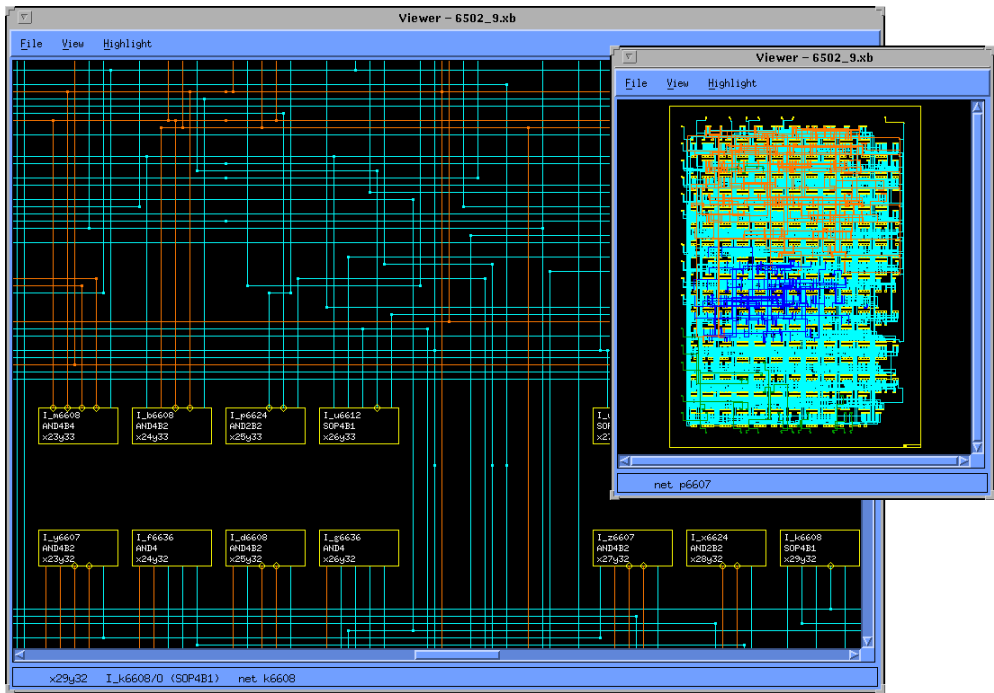 Viewer - 6502_9.xb
File View Highlight
Viewer - 6502_9.xb
File View Highlight
net p6607
I_m6608
AND4B4
x23y33
I_b6608
AND4B2
x24y33
I_p6624
AND2B2
x25y33
I_u6612
SOP4B1
x26y33
I_y6607
AND4B2
x23y32
I_f6636
AND4
x24y32
I_d6608
AND4B2
x25y32
I_g6636
AND4
x26y32
I_z6607
AND4B2
x27y32
I_x6624
AND2B2
x28y32
I_k6608
SOP4B1
x29y32
x29y32 I_k6608/O (SOP4B1) net k6608